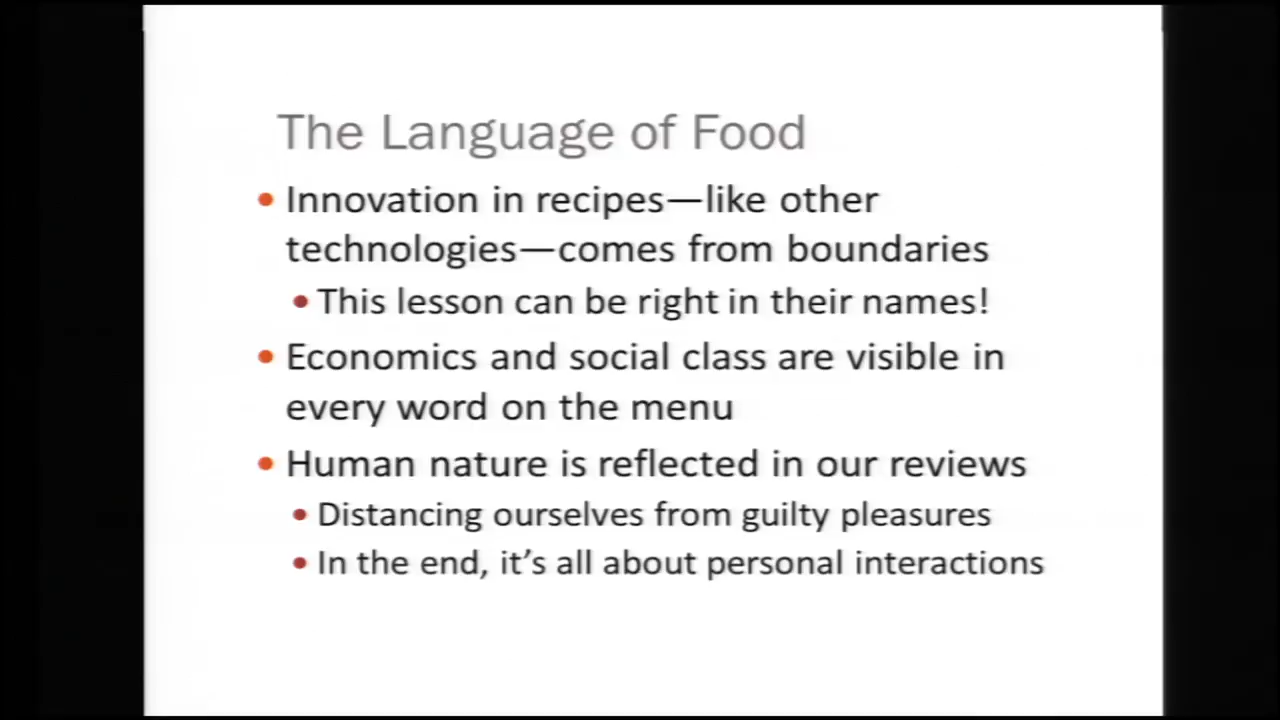 The Language of Food
• Innovation in recipes—like other
technologies—comes from boundaries
• This lesson can be right in their names!
• Economics and social class are visible in
every word on the menu
• Human nature is reflected in our reviews
• Distancing ourselves from guilty pleasures
• In the end, it’s all about personal interactions